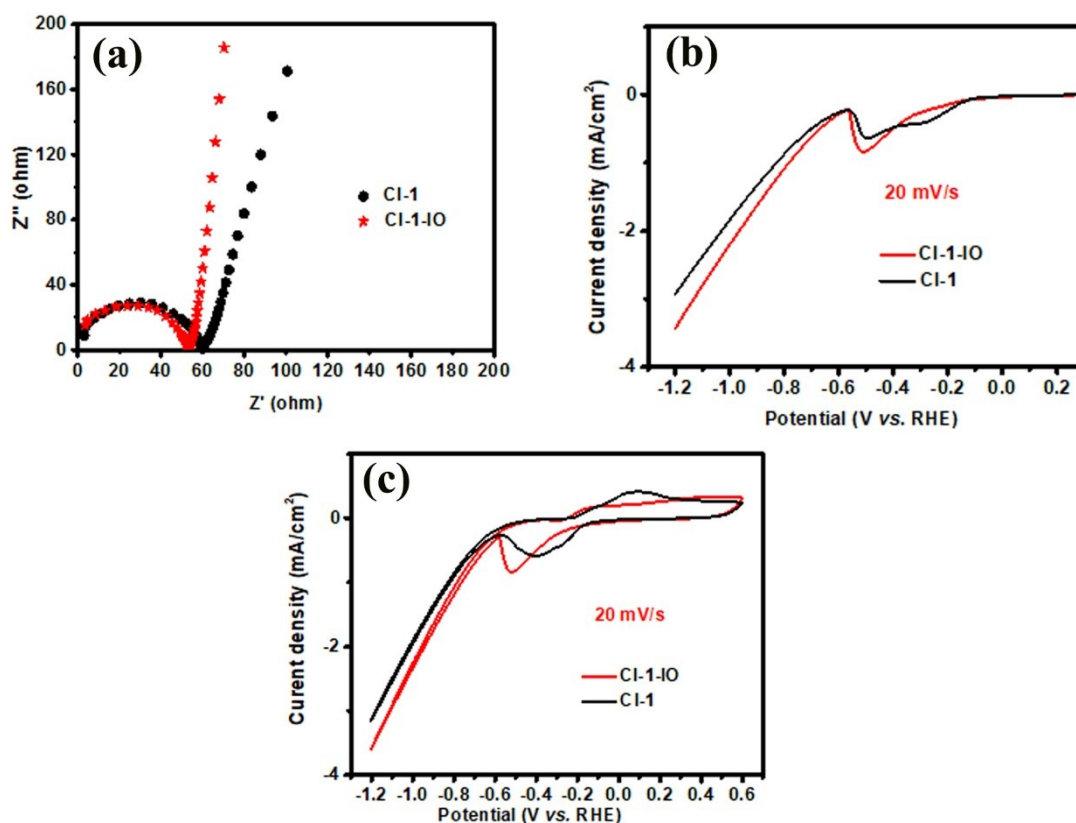 (a)
200
160
120
80
40
0
Z'' (ohm)
CI-1
CI-1-IO
0 20 40 60 80 100 120 140 160 180 200
Z' (ohm)
(b)
0
-2
-4
Current density (mA/cm²)
20 mV/s
CI-1-IO
CI-1
-1.2 -1.0 -0.8 -0.6 -0.4 -0.2 0.0 0.2
Potential (V vs. RHE)
(c)
0
-2
-4
Curent density (mA/cm²)
20 mV/s
CI-1-IO
CI-1
-1.2 -1.0 -0.8 -0.6 -0.4 -0.2 0.0 0.2 0.4 0.6
Potential (V vs. RHE)